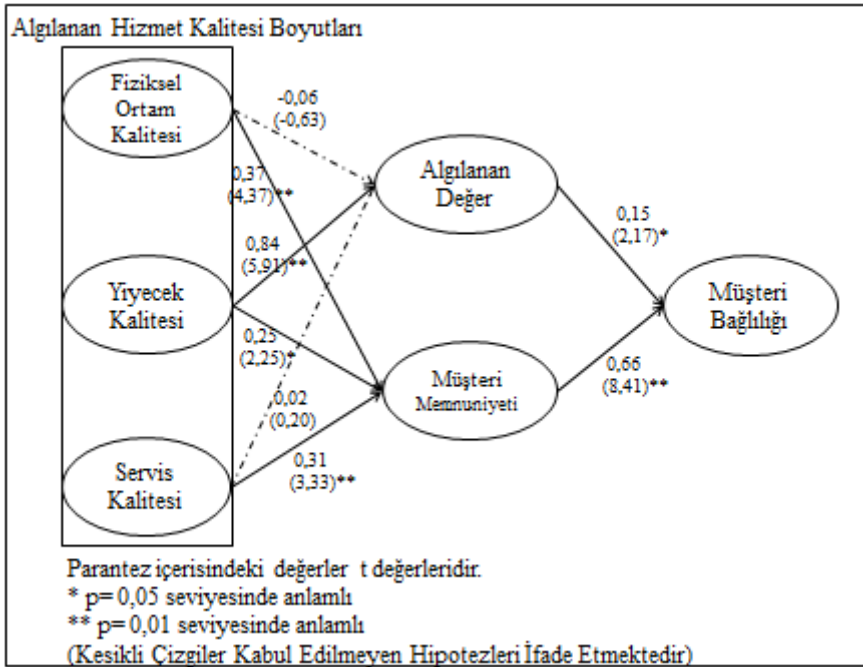 Algılanan Hizmet Kalitesi Boyutları
Fiziksel
Ortam
Kalitesi
-0,06
(-0,63)
0,37
(4,37)**
Algılanan
Değer
0,15
(2,17)*
0,84
(5,91)**
Yiyecek
Kalitesi
Müşteri
Bağlılığı
0,25
(2,25)*
0,66
(8,41)**
Müşteri
Memnuniyeti
0,02
(0,20)
0,31
(3,33)**
Servis
Kalitesi
Parantez içerisindeki değerler t değerleridir.
* p= 0,05 seviyesinde anlamlı
** p= 0,01 seviyesinde anlamlı
(Kesikli Çizgiler Kabul Edilmeyen Hipotezleri İfade Etmektedir)